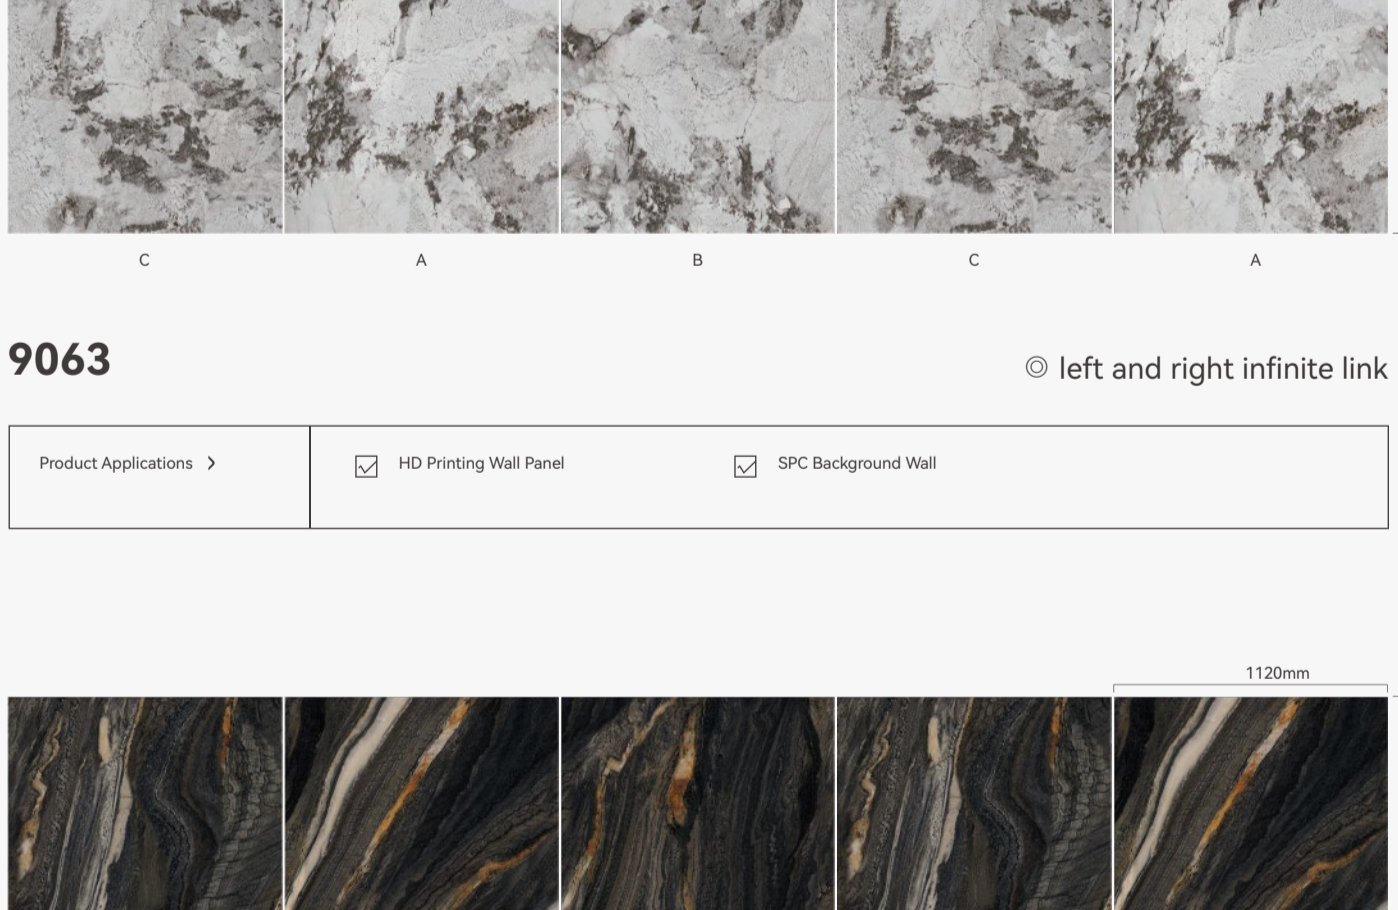 C A B C A
9063
◎ left and right infinite link
Product Applications > HD Printing Wall Panel SPC Background Wall
1120mm